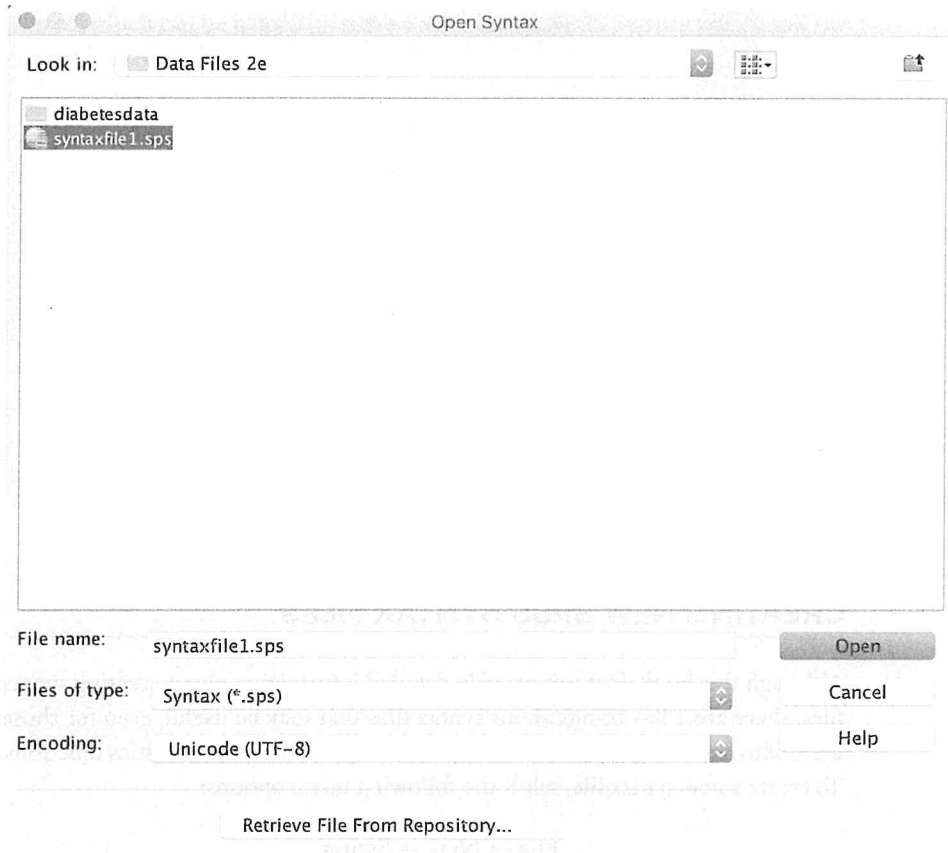 Open Syntax
Look in: Data Files 2e
diabetesdata
syntaxfile1.sps
File name: syntaxfile1.sps
Open
Files of type: Syntax (*.sps)
Cancel
Encoding: Unicode (UTF-8)
Help
Retrieve File From Repository...